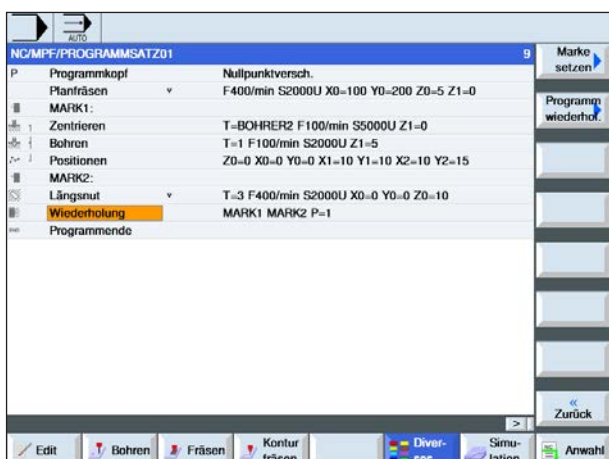 AUTO
NC/MPF/PROGRAMMSATZ01 9
P Programmkopf Nullpunktversch.
Planfräsen F400/min S2000U X0=100 Y0=200 Z0=5 Z1=0
MARK1:
Zentrieren T=BOHRER2 F100/min S5000U Z1=0
Bohren T=1 F100/min S2000U Z1=5
Positionen Z0=0 X0=0 Y0=0 X1=10 Y1=10 X2=10 Y2=15
MARK2:
Längsnut T=3 F400/min S2000U X0=0 Y0=0 Z0=10
Wiederholung MARK1 MARK2 P=1
END Programmende
Marke
setzen
Programm
wiederhol.
«
Zurück
>
Edit
Bohren
Fräsen
Kontur
fräsen
Diver-
ses
Simu-
lation
NC
Anwahl